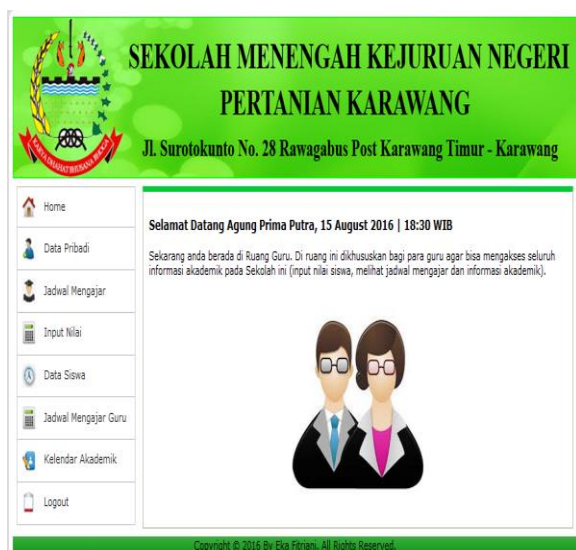 SEKOLAH MENENGAH KEJURUAN NEGERI
PERTANIAN KARAWANG
Jl. Surotokunto No. 28 Rawagabus Post Karawang Timur - Karawang
Home
Data Pribadi
Jadwal Mengajar
Input Nilai
Data Siswa
Jadwal Mengajar Guru
Kelendar Akademik
Logout
Selamat Datang Agung Prima Putra, 15 August 2016 | 18:30 WIB
Sekarang anda berada di Ruang Guru. Di ruang ini dikhususkan bagi para guru agar bisa mengakses seluruh
informasi akademik pada Sekolah ini (input nilai siswa, melihat jadwal mengajar dan informasi akademik).
Copyright © 2016 By Eka Fitriani. All Rights Reserved.